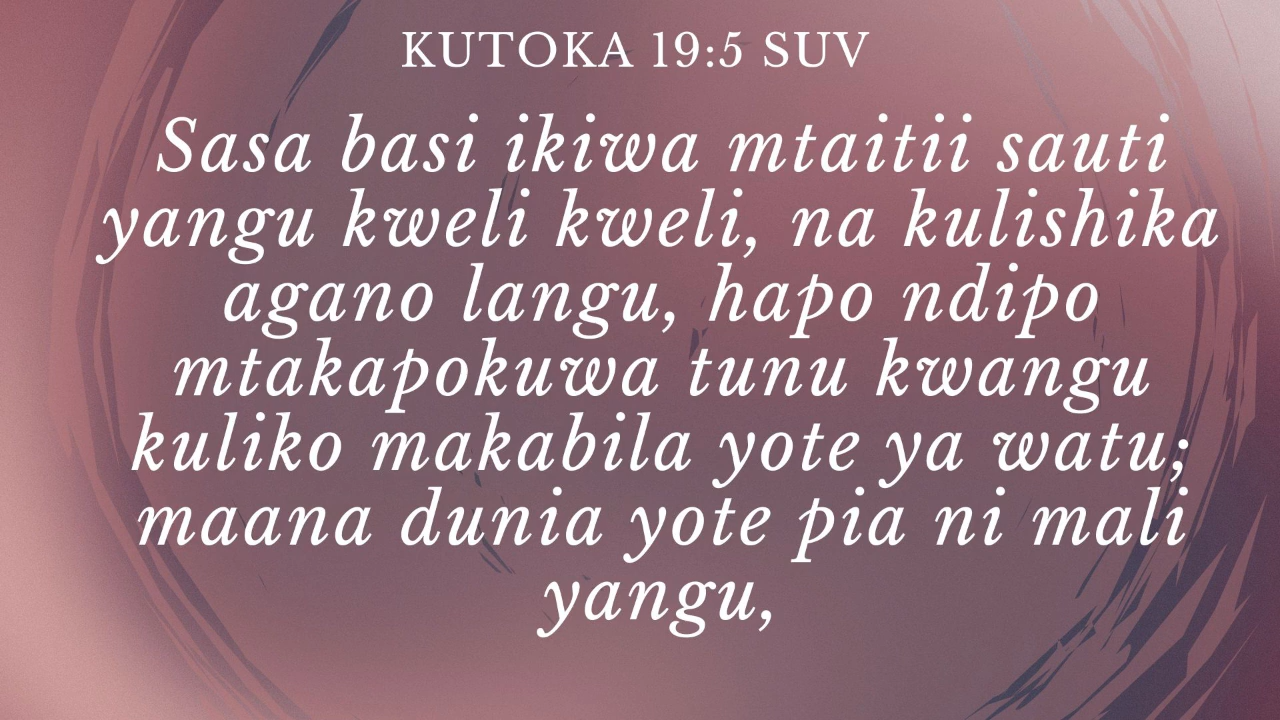 KUTOKA 19:5 SUV
Sasa basi ikiwa mtaitii sauti
yangu kweli kweli, na kulishika
agano langu, hapo ndipo
mtakapokuwa tunu kwangu
kuliko makabila yote ya watu;
maana dunia yote pia ni mali
yangu,